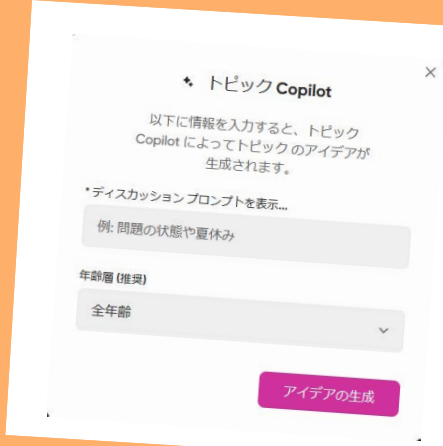 トピック Copilot
以下に情報を入力すると、トピック
Copilot によってトピック のアイデアが
生成されます。
*ディスカッション プロンプトを表示...
例: 問題の状態や夏休み
年齢層 (推奨)
全年齢
アイデアの生成